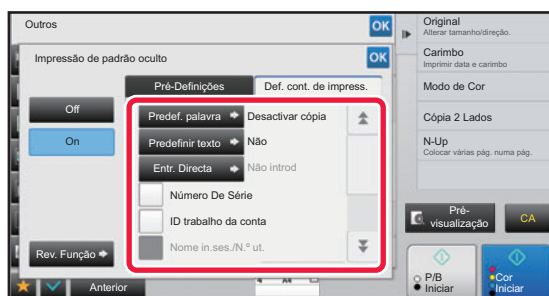 Outros
OK
Impressão de padrão oculto
OK
Pré-Definições
Def. cont. de impress.
Off
On
Predef. palavra
Desactivar cópia
Predefinir texto
Não
Entr. Directa
Não introd
Número De Série
ID trabalho da conta
Nome in.ses./N.º ut.
Rev. Função
Anterior
A4
Original
Alterar tamanho/direção.
Carimbo
Imprimir data e carimbo
Modo de Cor
Cópia 2 Lados
N-Up
Colocar várias pág. numa pág.
Pré-
visualização
CA
P/B
Iniciar
Cor
Iniciar